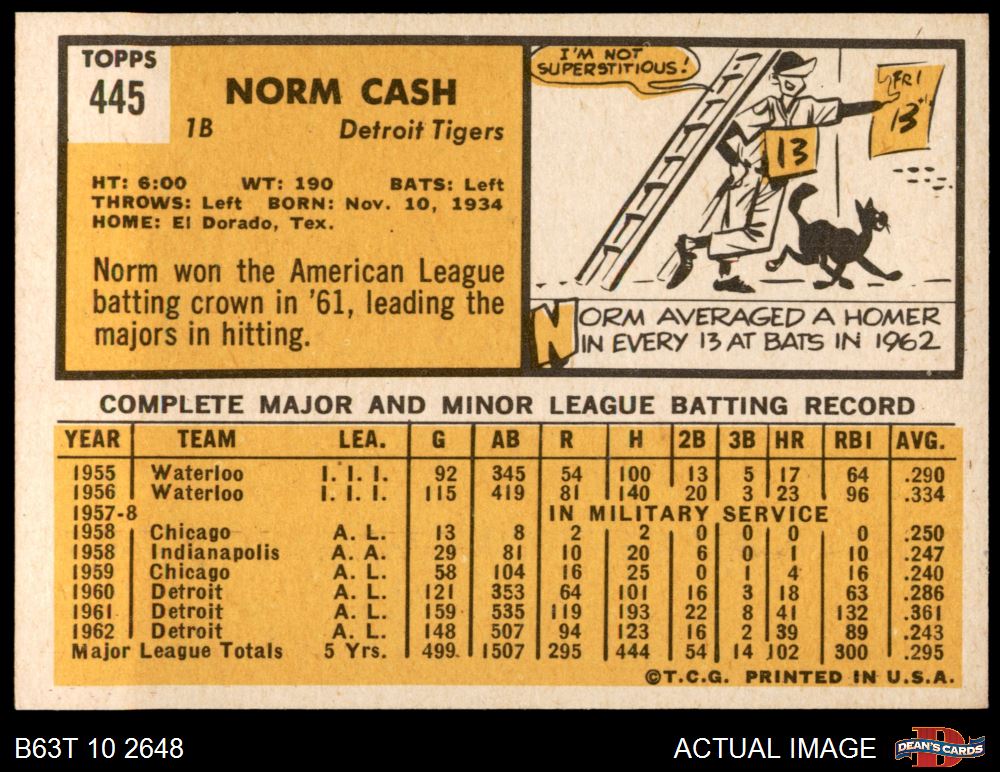 TOPPS
445
NORM CASH
1B Detroit Tigers
HT: 6:00 WT: 190 BATS: Left
THROWS: Left BORN: Nov. 10, 1934
HOME: El Dorado, Tex.
Norm won the American League
batting crown in '61, leading the
majors in hitting.
I'M NOT
SUPERSTITIOUS!
FRI
13
13
NORM AVERAGED A HOMER
IN EVERY 13 AT BATS IN 1962
COMPLETE MAJOR AND MINOR LEAGUE BATTING RECORD
YEAR TEAM LEA. G AB R H 2B 3B HR RBI AVG.
1955 Waterloo I. I. I. 92 345 54 100 13 5 17 64 .290
1956 Waterloo I. I. I. 115 419 81 140 20 3 23 96 .334
1957-8 IN MILITARY SERVICE
1958 Chicago A. L. 13 8 2 2 0 0 0 0 .250
1958 Indianapolis A. A. 29 81 10 20 6 0 1 10 .247
1959 Chicago A. L. 58 104 16 25 0 1 4 16 .240
1960 Detroit A. L. 121 353 64 101 16 3 18 63 .286
1961 Detroit A. L. 159 535 119 193 22 8 41 132 .361
1962 Detroit A. L. 148 507 94 123 16 2 39 89 .243
Major League Totals 5 Yrs. 499 1507 295 444 54 14 102 300 .295
©T.C.G. PRINTED IN U.S.A.
B63T 10 2648 ACTUAL IMAGE
D
DEAN'S CARDS